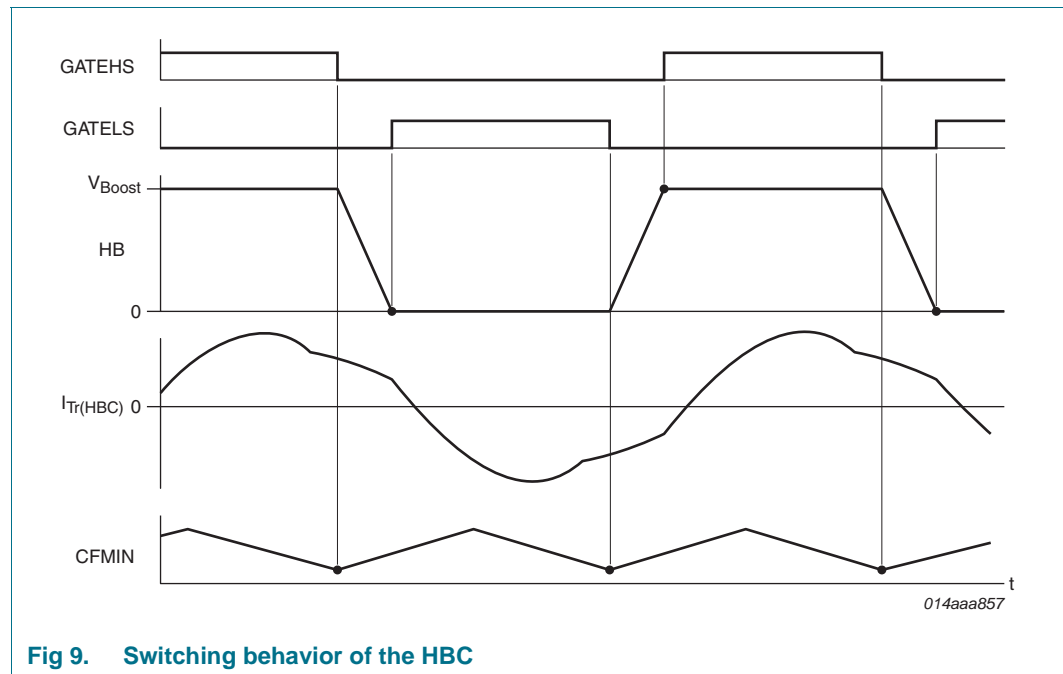 GATEHS
GATELS
VBoost
HB
0
ITr(HBC) 0
CFMIN
t
014aaa857
Fig 9. Switching behavior of the HBC